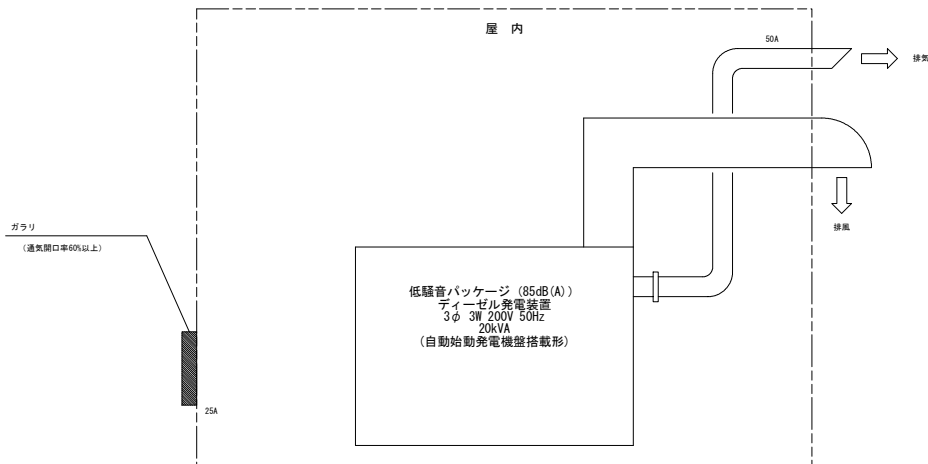 屋 内
50A
排気
排風
ガラリ
（通気開口率60%以上）
低騒音パッケージ（85dB(A)）
ディーゼル発電装置
3φ 3W 200V 50Hz
20kVA
（自動始動発電機盤搭載形）
25A